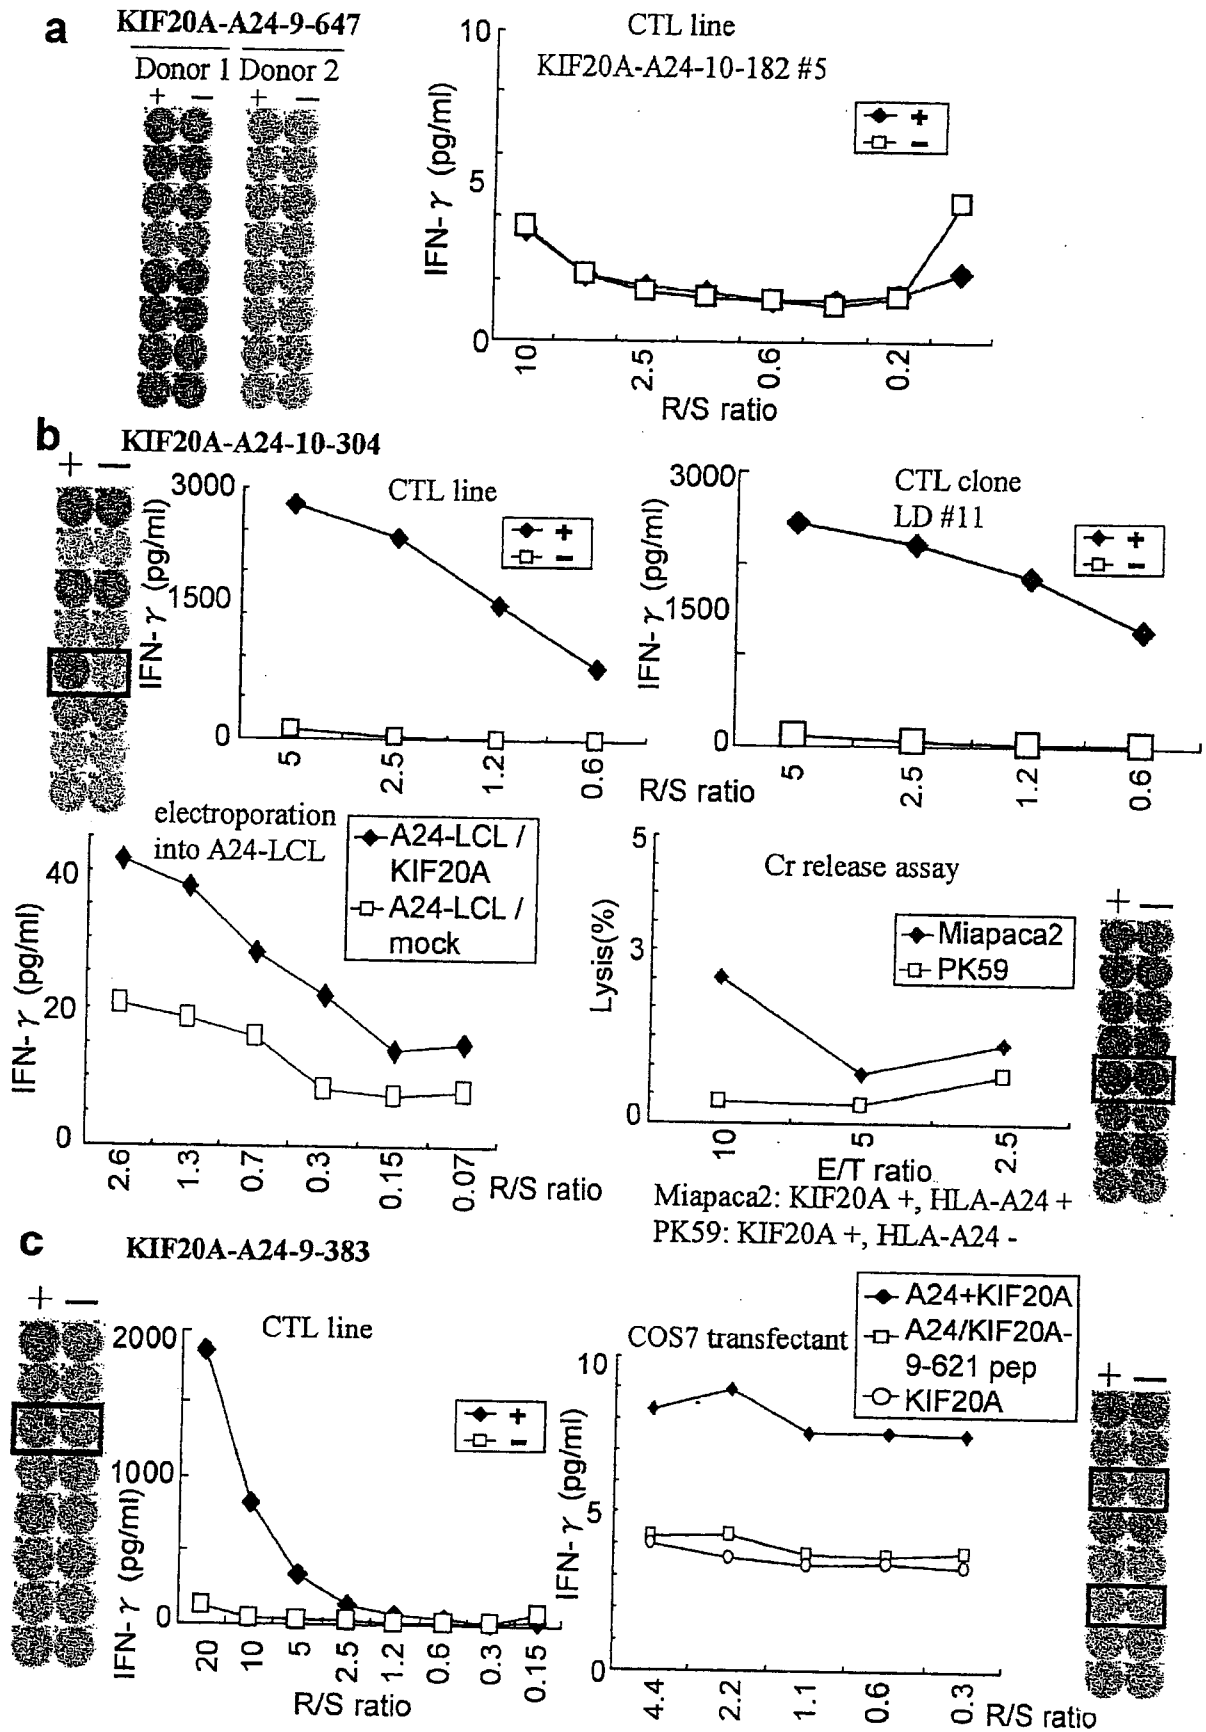 a
KIF20A-A24-9-647
Donor 1 Donor 2
+ − + −
CTL line
KIF20A-A24-10-182 #5
10
5
0
IFN-γ (pg/ml)
+
−
10 2.5 0.6 0.2
R/S ratio
b
KIF20A-A24-10-304
+ −
CTL line
3000
1500
0
IFN-γ (pg/ml)
+
−
5 2.5 1.2 0.6
R/S ratio
CTL clone
LD #11
3000
1500
0
IFN-γ (pg/ml)
+
−
5 2.5 1.2 0.6
electroporation
into A24-LCL
A24-LCL /
KIF20A
A24-LCL /
mock
40
20
0
IFN-γ (pg/ml)
2.6 1.3 0.7 0.3 0.15 0.07
R/S ratio
Cr release assay
Miapaca2
PK59
5
3
0
Lysis(%)
10 5 2.5
E/T ratio
+ −
Miapaca2: KIF20A +, HLA-A24 +
PK59: KIF20A +, HLA-A24 -
c
KIF20A-A24-9-383
+ −
CTL line
2000
1000
0
IFN-γ (pg/ml)
+
−
20 10 5 2.5 1.2 0.6 0.3 0.15
R/S ratio
COS7 transfectant
A24+KIF20A
A24/KIF20A-
9-621 pep
KIF20A
10
5
0
IFN-γ (pg/ml)
4.4 2.2 1.1 0.6 0.3
R/S ratio
+ −